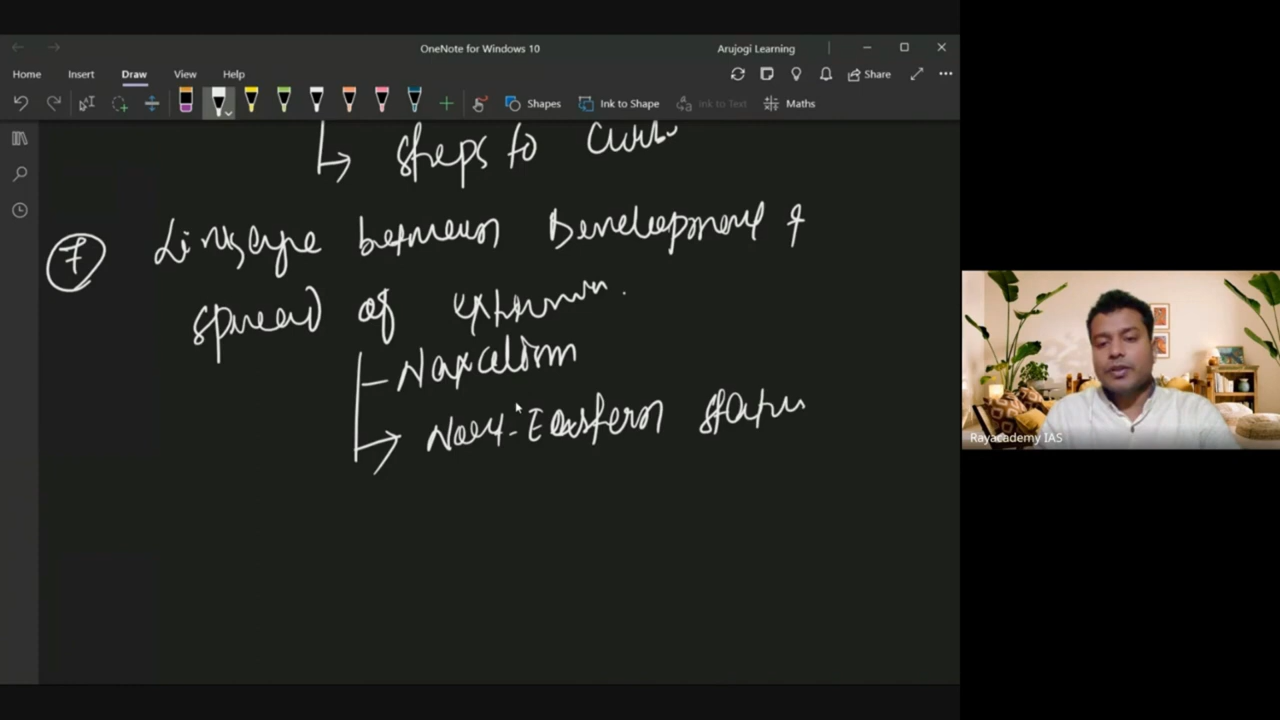 OneNote for Windows 10
Arujogi Learning
Home Insert Draw View Help
Share
Shapes Ink to Shape Ink to Text Maths
↳ Steps to Curb
7 Linkage between Development &
spread of extremism.
Naxalism
→ North-Eastern states
Rayacademy IAS